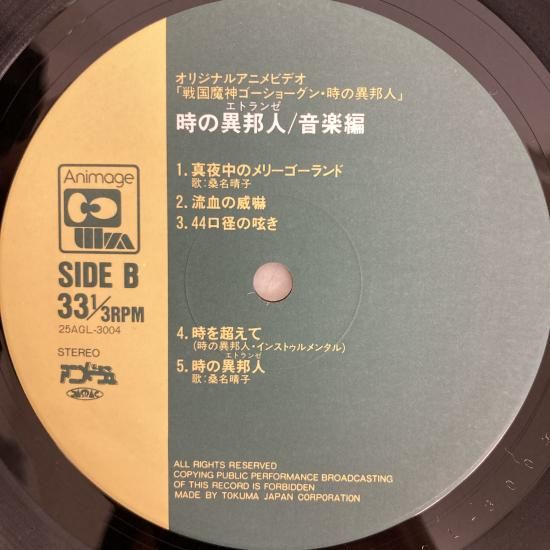 オリジナルアニメビデオ
「戦国魔神ゴーショーグン・時の異邦人」
エトランゼ
時の異邦人/音楽編
1. 真夜中のメリーゴーランド
歌:桑名晴子
2. 流血の威嚇
3. 44口径の呟き
Animage
SIDE B
33 1/3RPM
25AGL-3004
STEREO
アニメージュ
4. 時を超えて
(時の異邦人・インストゥルメンタル)
エトランゼ
5. 時の異邦人
歌:桑名晴子
ALL RIGHTS RESERVED
COPYING PUBLIC PERFORMANCE BROADCASTING
OF THIS RECORD IS FORBIDDEN
MADE BY TOKUMA JAPAN CORPORATION